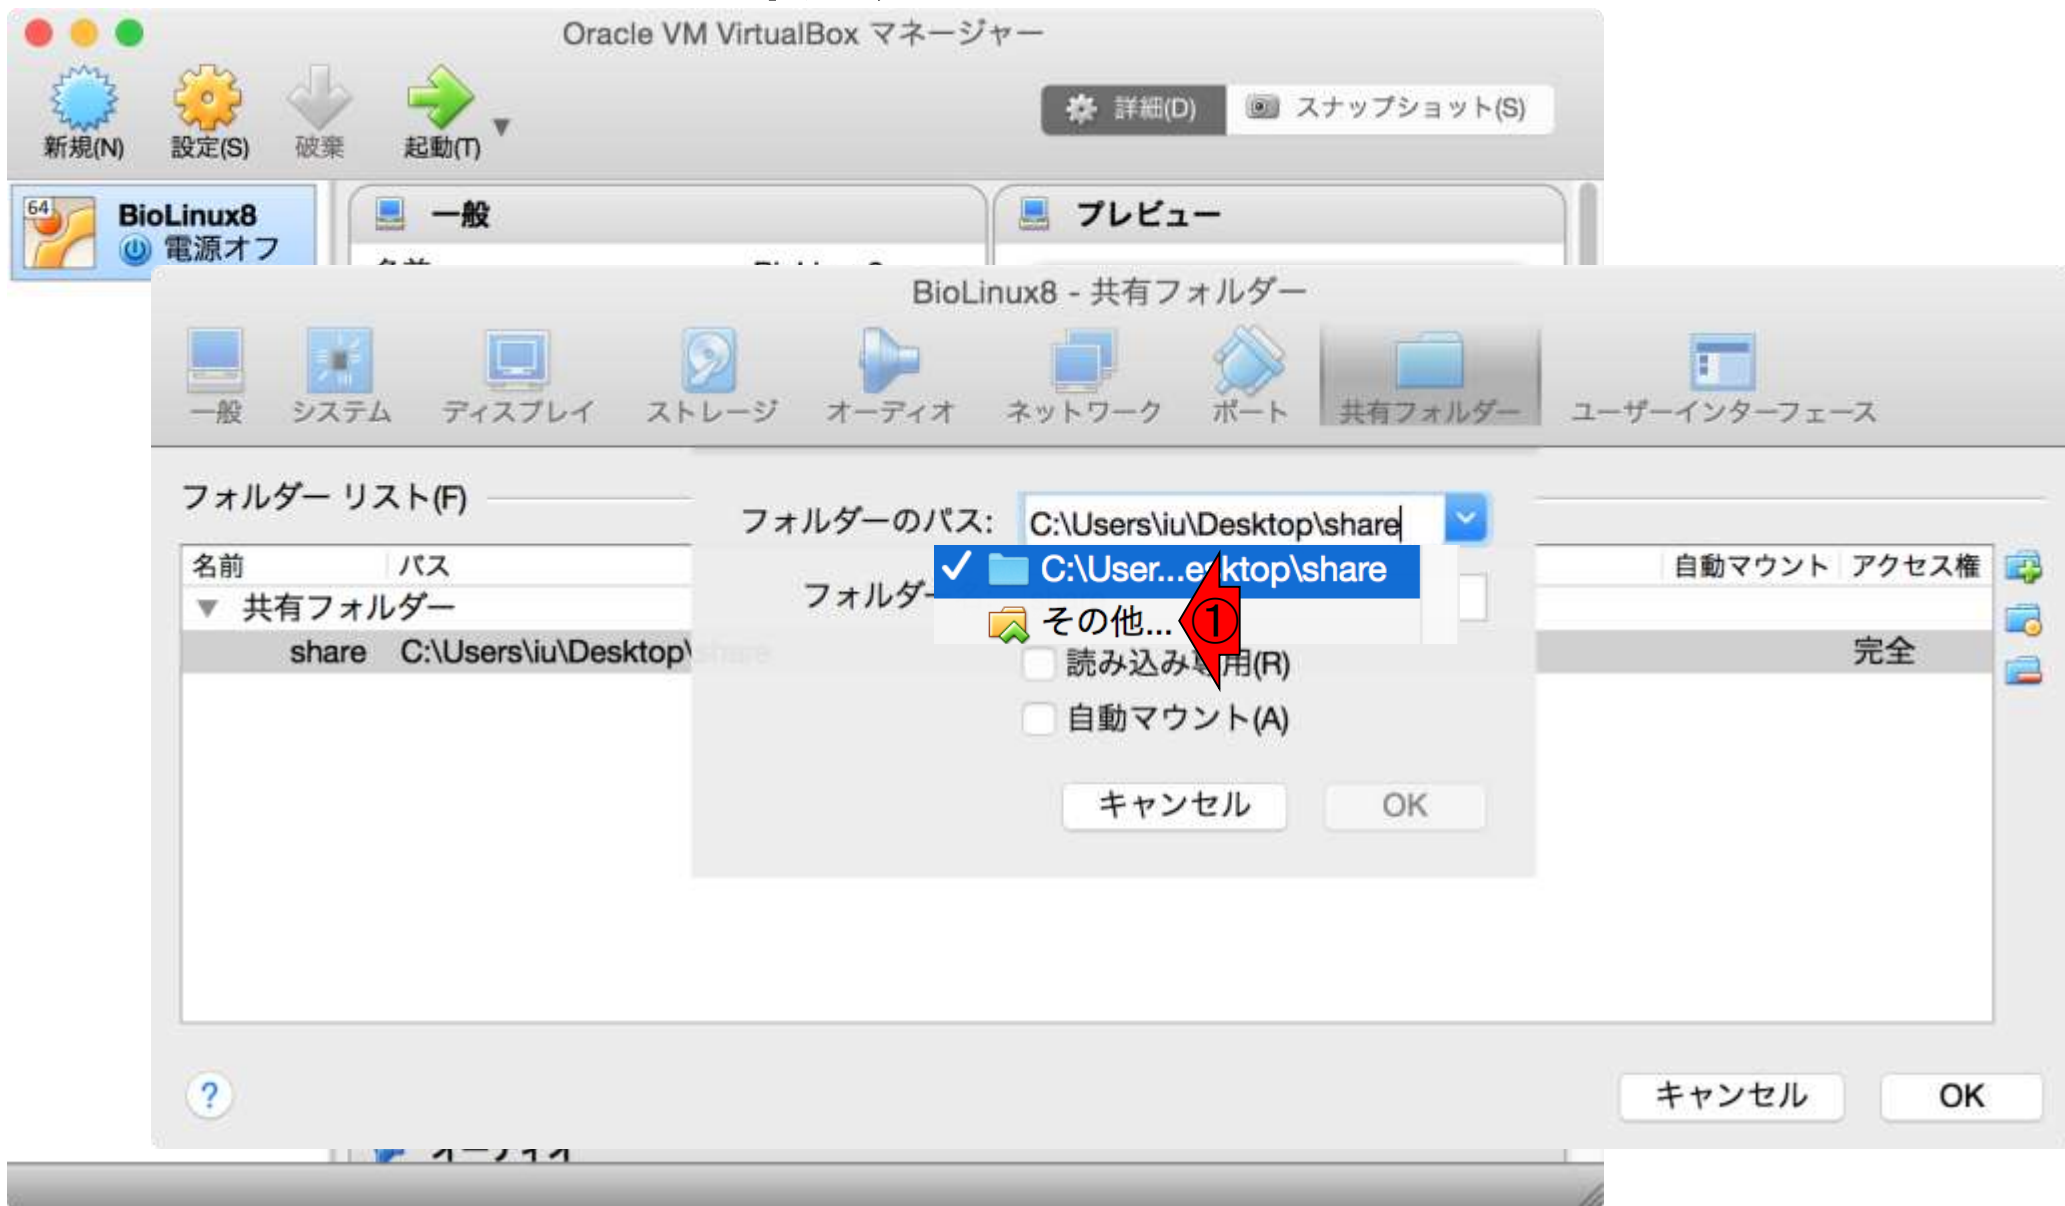 Oracle VM VirtualBox マネージャー
新規(N)
設定(S)
破棄
起動(T)
詳細(D)
スナップショット(S)
64
BioLinux8
電源オフ
一般
プレビュー
BioLinux8 - 共有フォルダー
一般
システム
ディスプレイ
ストレージ
オーディオ
ネットワーク
ポート
共有フォルダー
ユーザーインターフェース
フォルダー リスト(F)
名前 パス 自動マウント アクセス権
共有フォルダー
share C:\Users\iu\Desktop\share 完全
フォルダーのパス: C:\Users\iu\Desktop\share
C:\User...esktop\share
フォルダー
その他...
①
読み込み専用(R)
自動マウント(A)
キャンセル
OK
?
キャンセル
OK
オーディオ